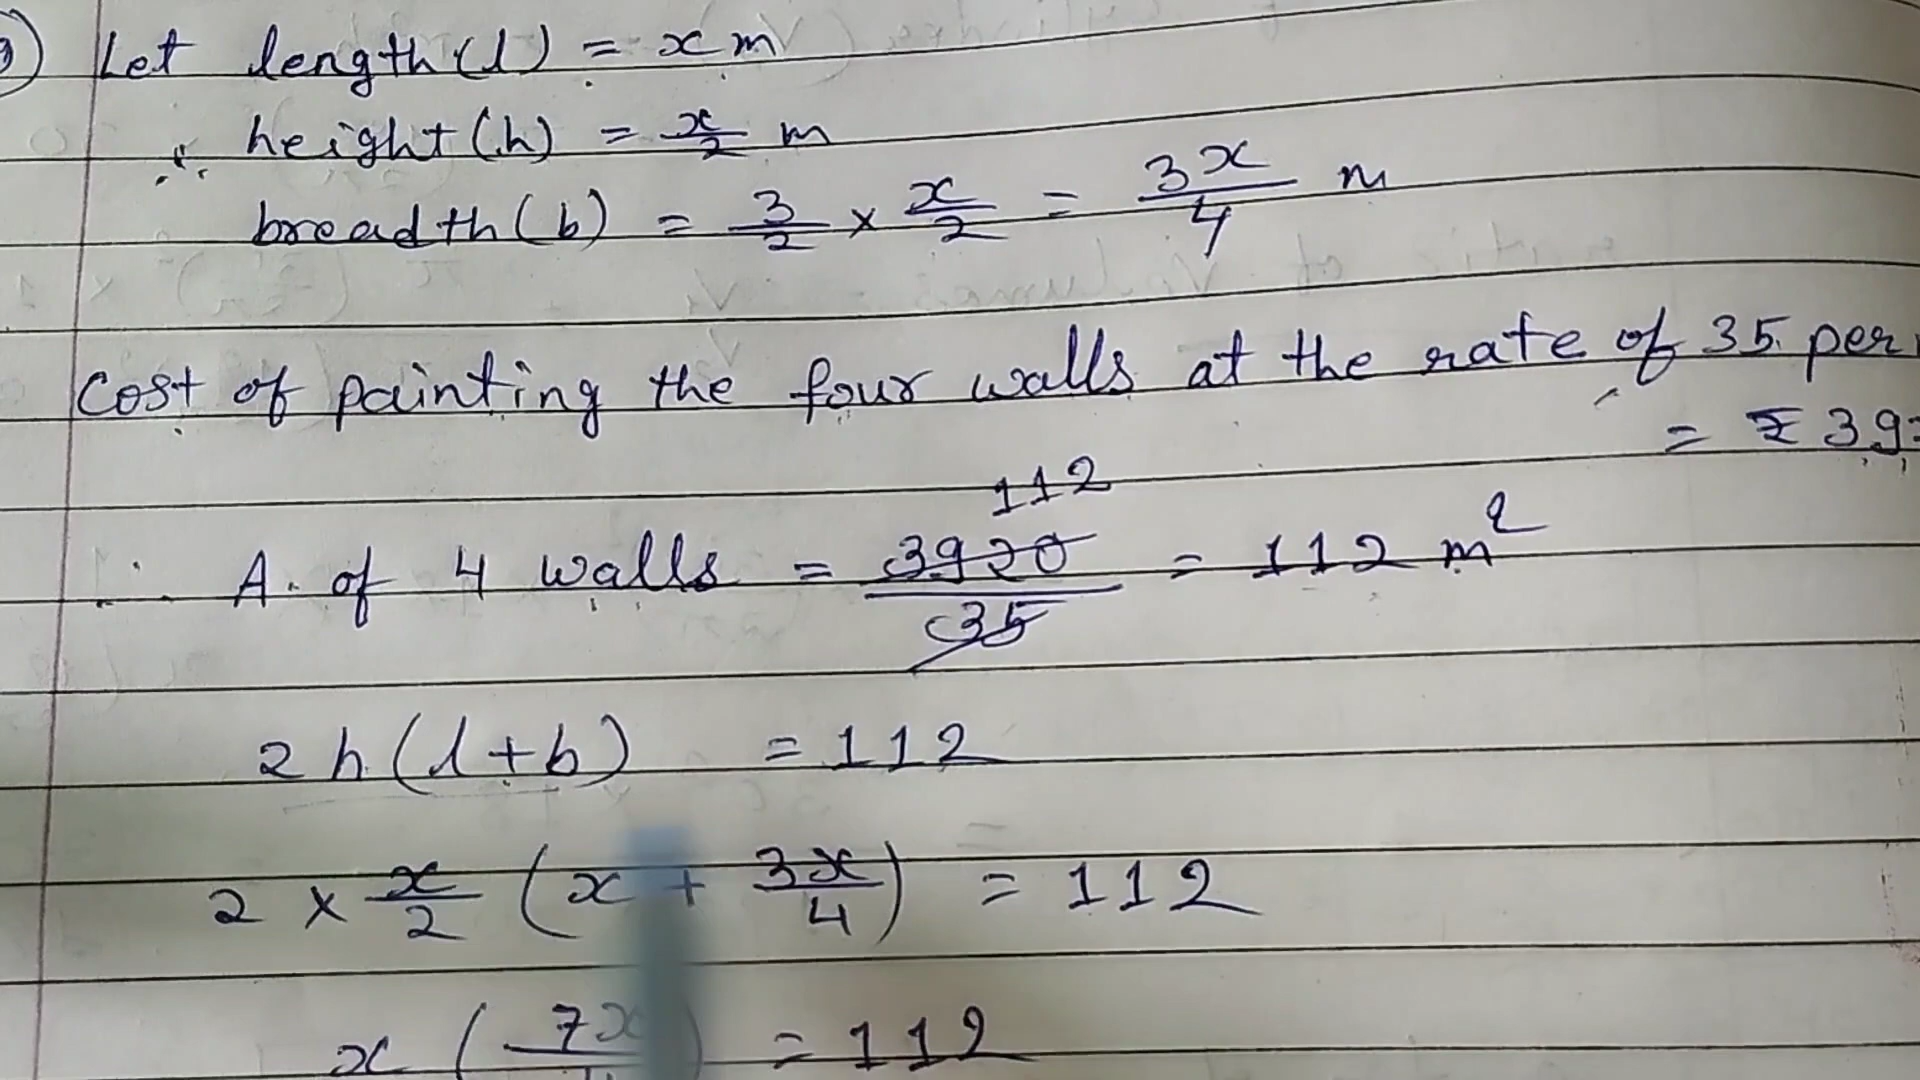 Let length (l) = x m
∴ height (h) = x/2 m
breadth (b) = 3/2 × x/2 = 3x/4 m
Cost of painting the four walls at the rate of 35 per
= ₹ 39
∴ A. of 4 walls = 3920/35 112 = 112 m²
2 h (l + b) = 112
2 × x/2 (x + 3x/4) = 112
x (7x = 112